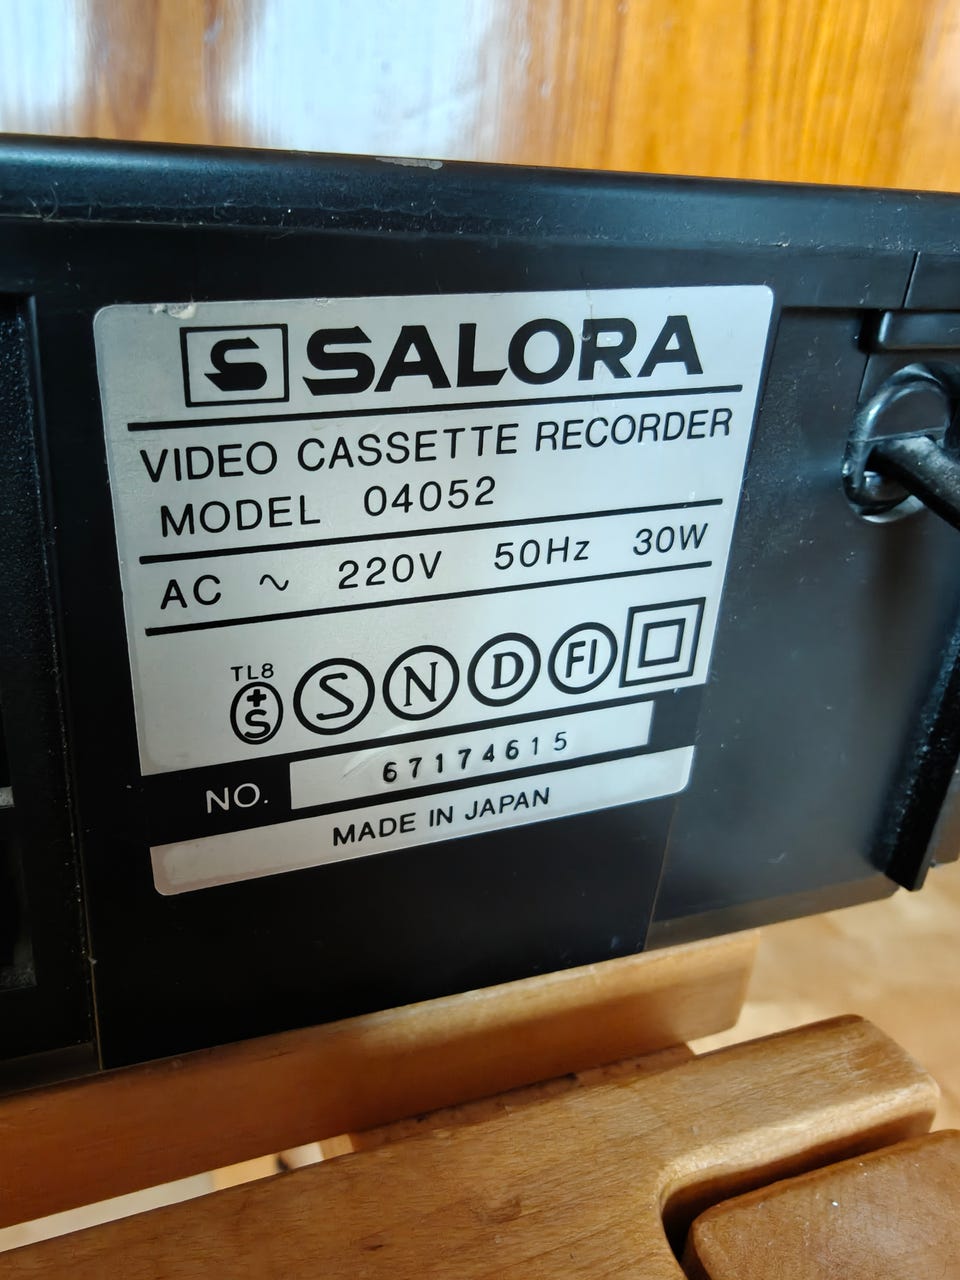 S SALORA
VIDEO CASSETTE RECORDER
MODEL 04052
AC ~ 220V 50Hz 30W
TL8
+S S N D FI
NO. 67174615
MADE IN JAPAN